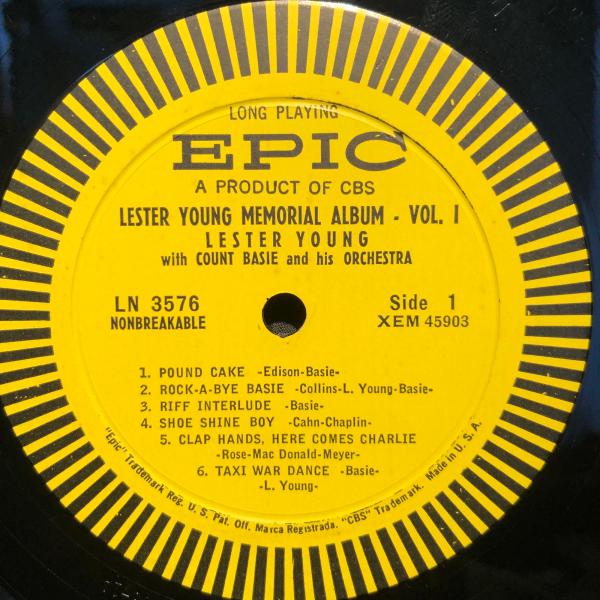 LONG PLAYING
EPIC
A PRODUCT OF CBS
LESTER YOUNG MEMORIAL ALBUM - VOL. I
LESTER YOUNG
with COUNT BASIE and his ORCHESTRA
LN 3576 Side 1
NONBREAKABLE XEM 45903
1. POUND CAKE -Edison-Basie-
2. ROCK-A-BYE BASIE -Collins-L. Young-Basie-
3. RIFF INTERLUDE -Basie-
4. SHOE SHINE BOY -Cahn-Chaplin-
5. CLAP HANDS, HERE COMES CHARLIE
-Rose-Mac Donald-Meyer-
6. TAXI WAR DANCE -Basie-
-L. Young-
"Epic" Trademark Reg. U. S. Pat. Off. Marca Registrada. "CBS" Trademark. Made in U. S. A.